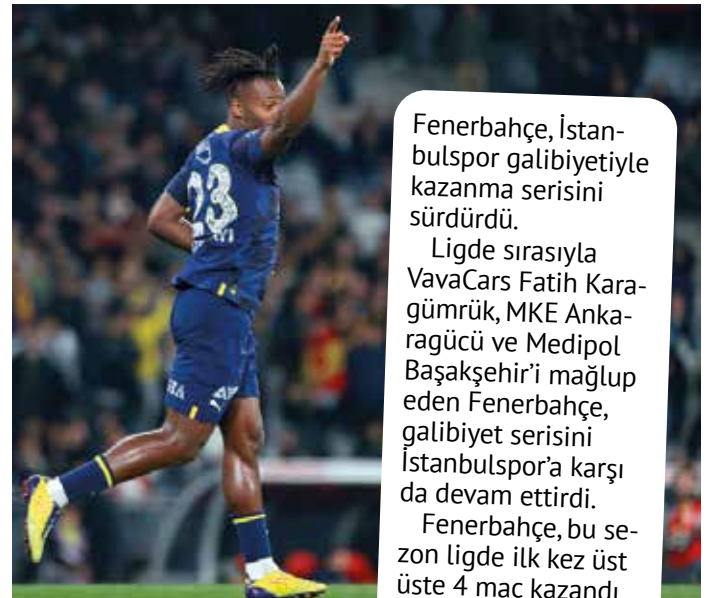 Fenerbahçe, İstan-
bulspor galibiyetiyle
kazanma serisini
sürdürdü.
Ligde sırasıyla
VavaCars Fatih Kara-
gümrük, MKE Anka-
ragücü ve Medipol
Başakşehir'i mağlup
eden Fenerbahçe,
galibiyet serisini
İstanbulspor'a karşı
da devam ettirdi.
Fenerbahçe, bu se-
zon ligde ilk kez üst
üste 4 maç kazandı
23